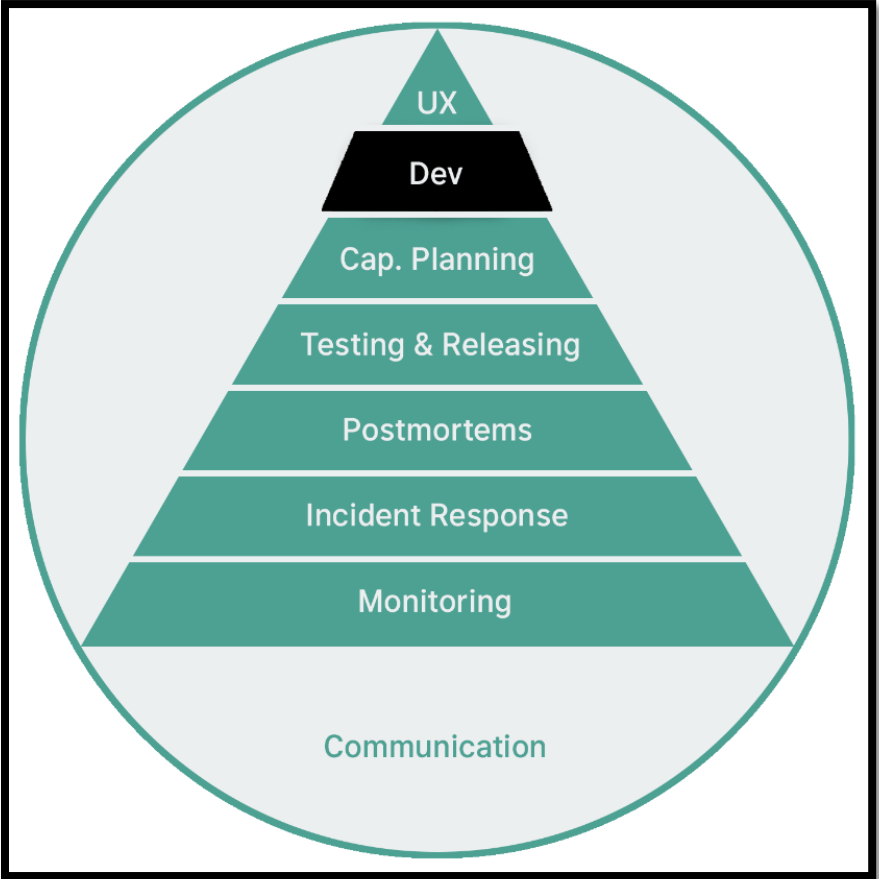 UX
Dev
Cap. Planning
Testing & Releasing
Postmortems
Incident Response
Monitoring
Communication